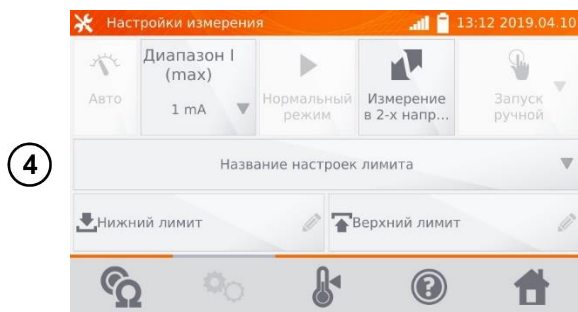 Настройки измерения 13:12 2019.04.10
Диапазон I
(max)
Авто
1 mA
Нормальный
режим
Измерение
в 2-х напр...
Запуск
ручной
4
Название настроек лимита
Нижний лимит
Верхний лимит